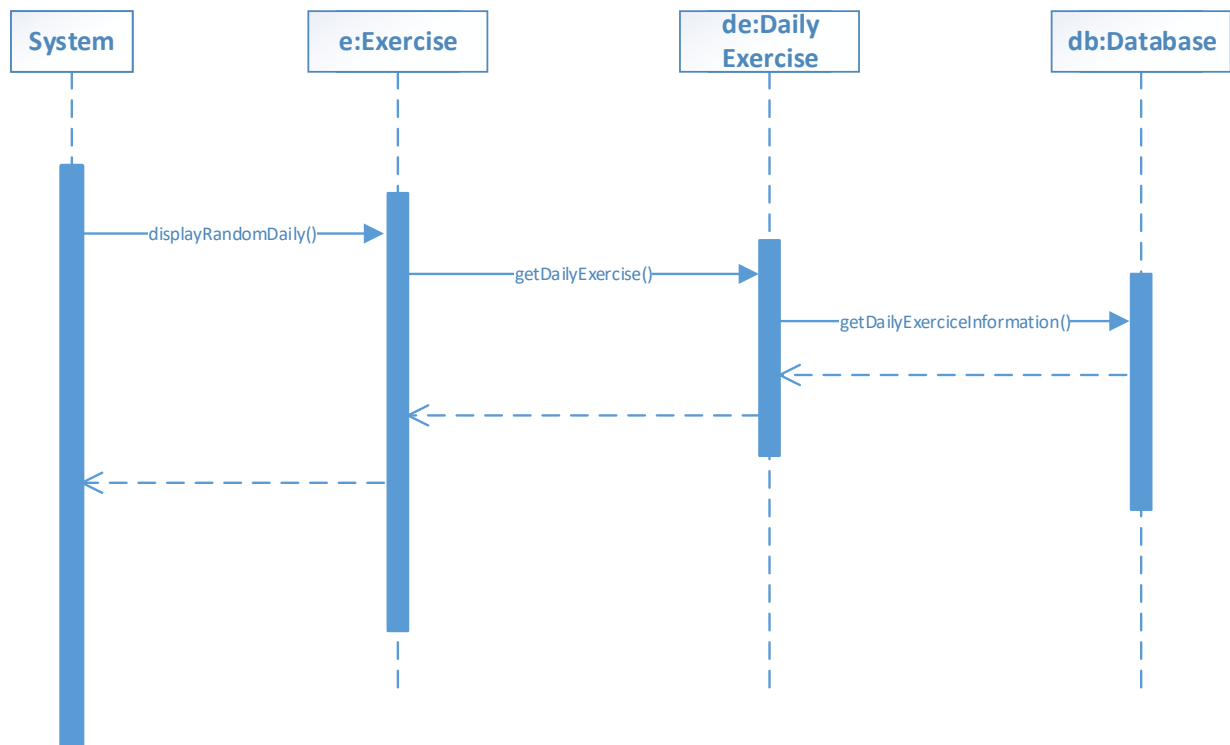 System
e:Exercise
de:Daily
Exercise
db:Database
displayRandomDaily()
getDailyExercise()
getDailyExerciceInformation()